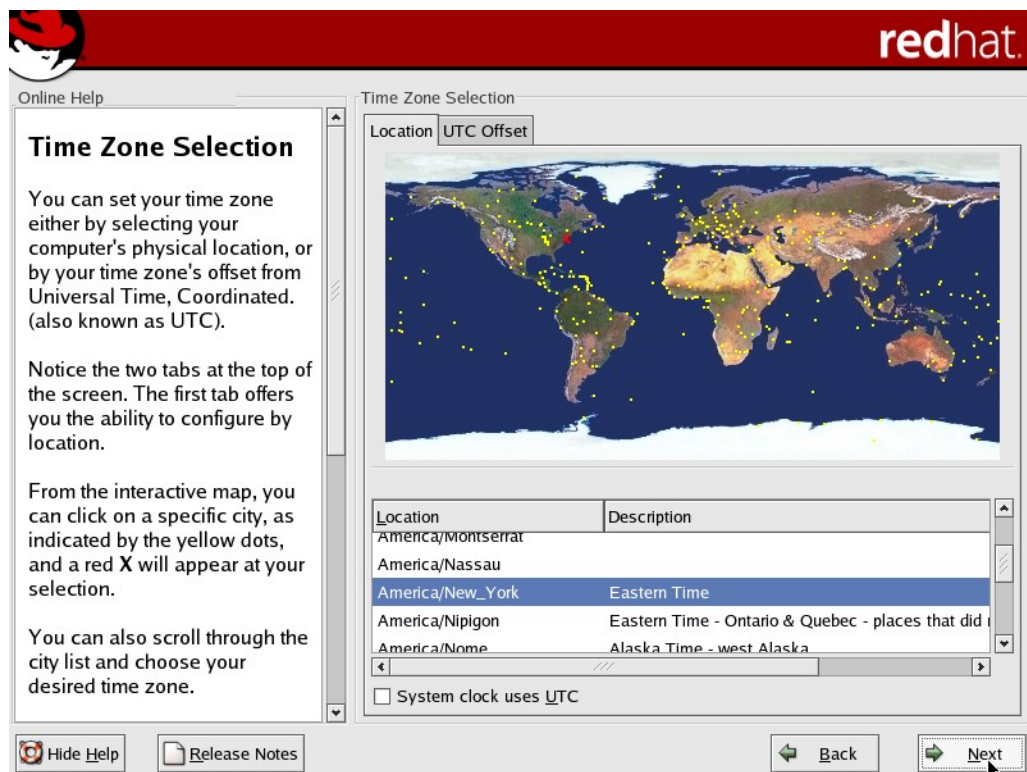 redhat.
Online Help
Time Zone Selection
You can set your time zone
either by selecting your
computer's physical location, or
by your time zone's offset from
Universal Time, Coordinated.
(also known as UTC).
Notice the two tabs at the top of
the screen. The first tab offers
you the ability to configure by
location.
From the interactive map, you
can click on a specific city, as
indicated by the yellow dots,
and a red X will appear at your
selection.
You can also scroll through the
city list and choose your
desired time zone.
Time Zone Selection
Location UTC Offset
Location Description
America/Montserrat
America/Nassau
America/New_York Eastern Time
America/Nipigon Eastern Time - Ontario & Quebec - places that did
America/Nome Alaska Time - west Alaska
System clock uses UTC
Hide Help Release Notes Back Next